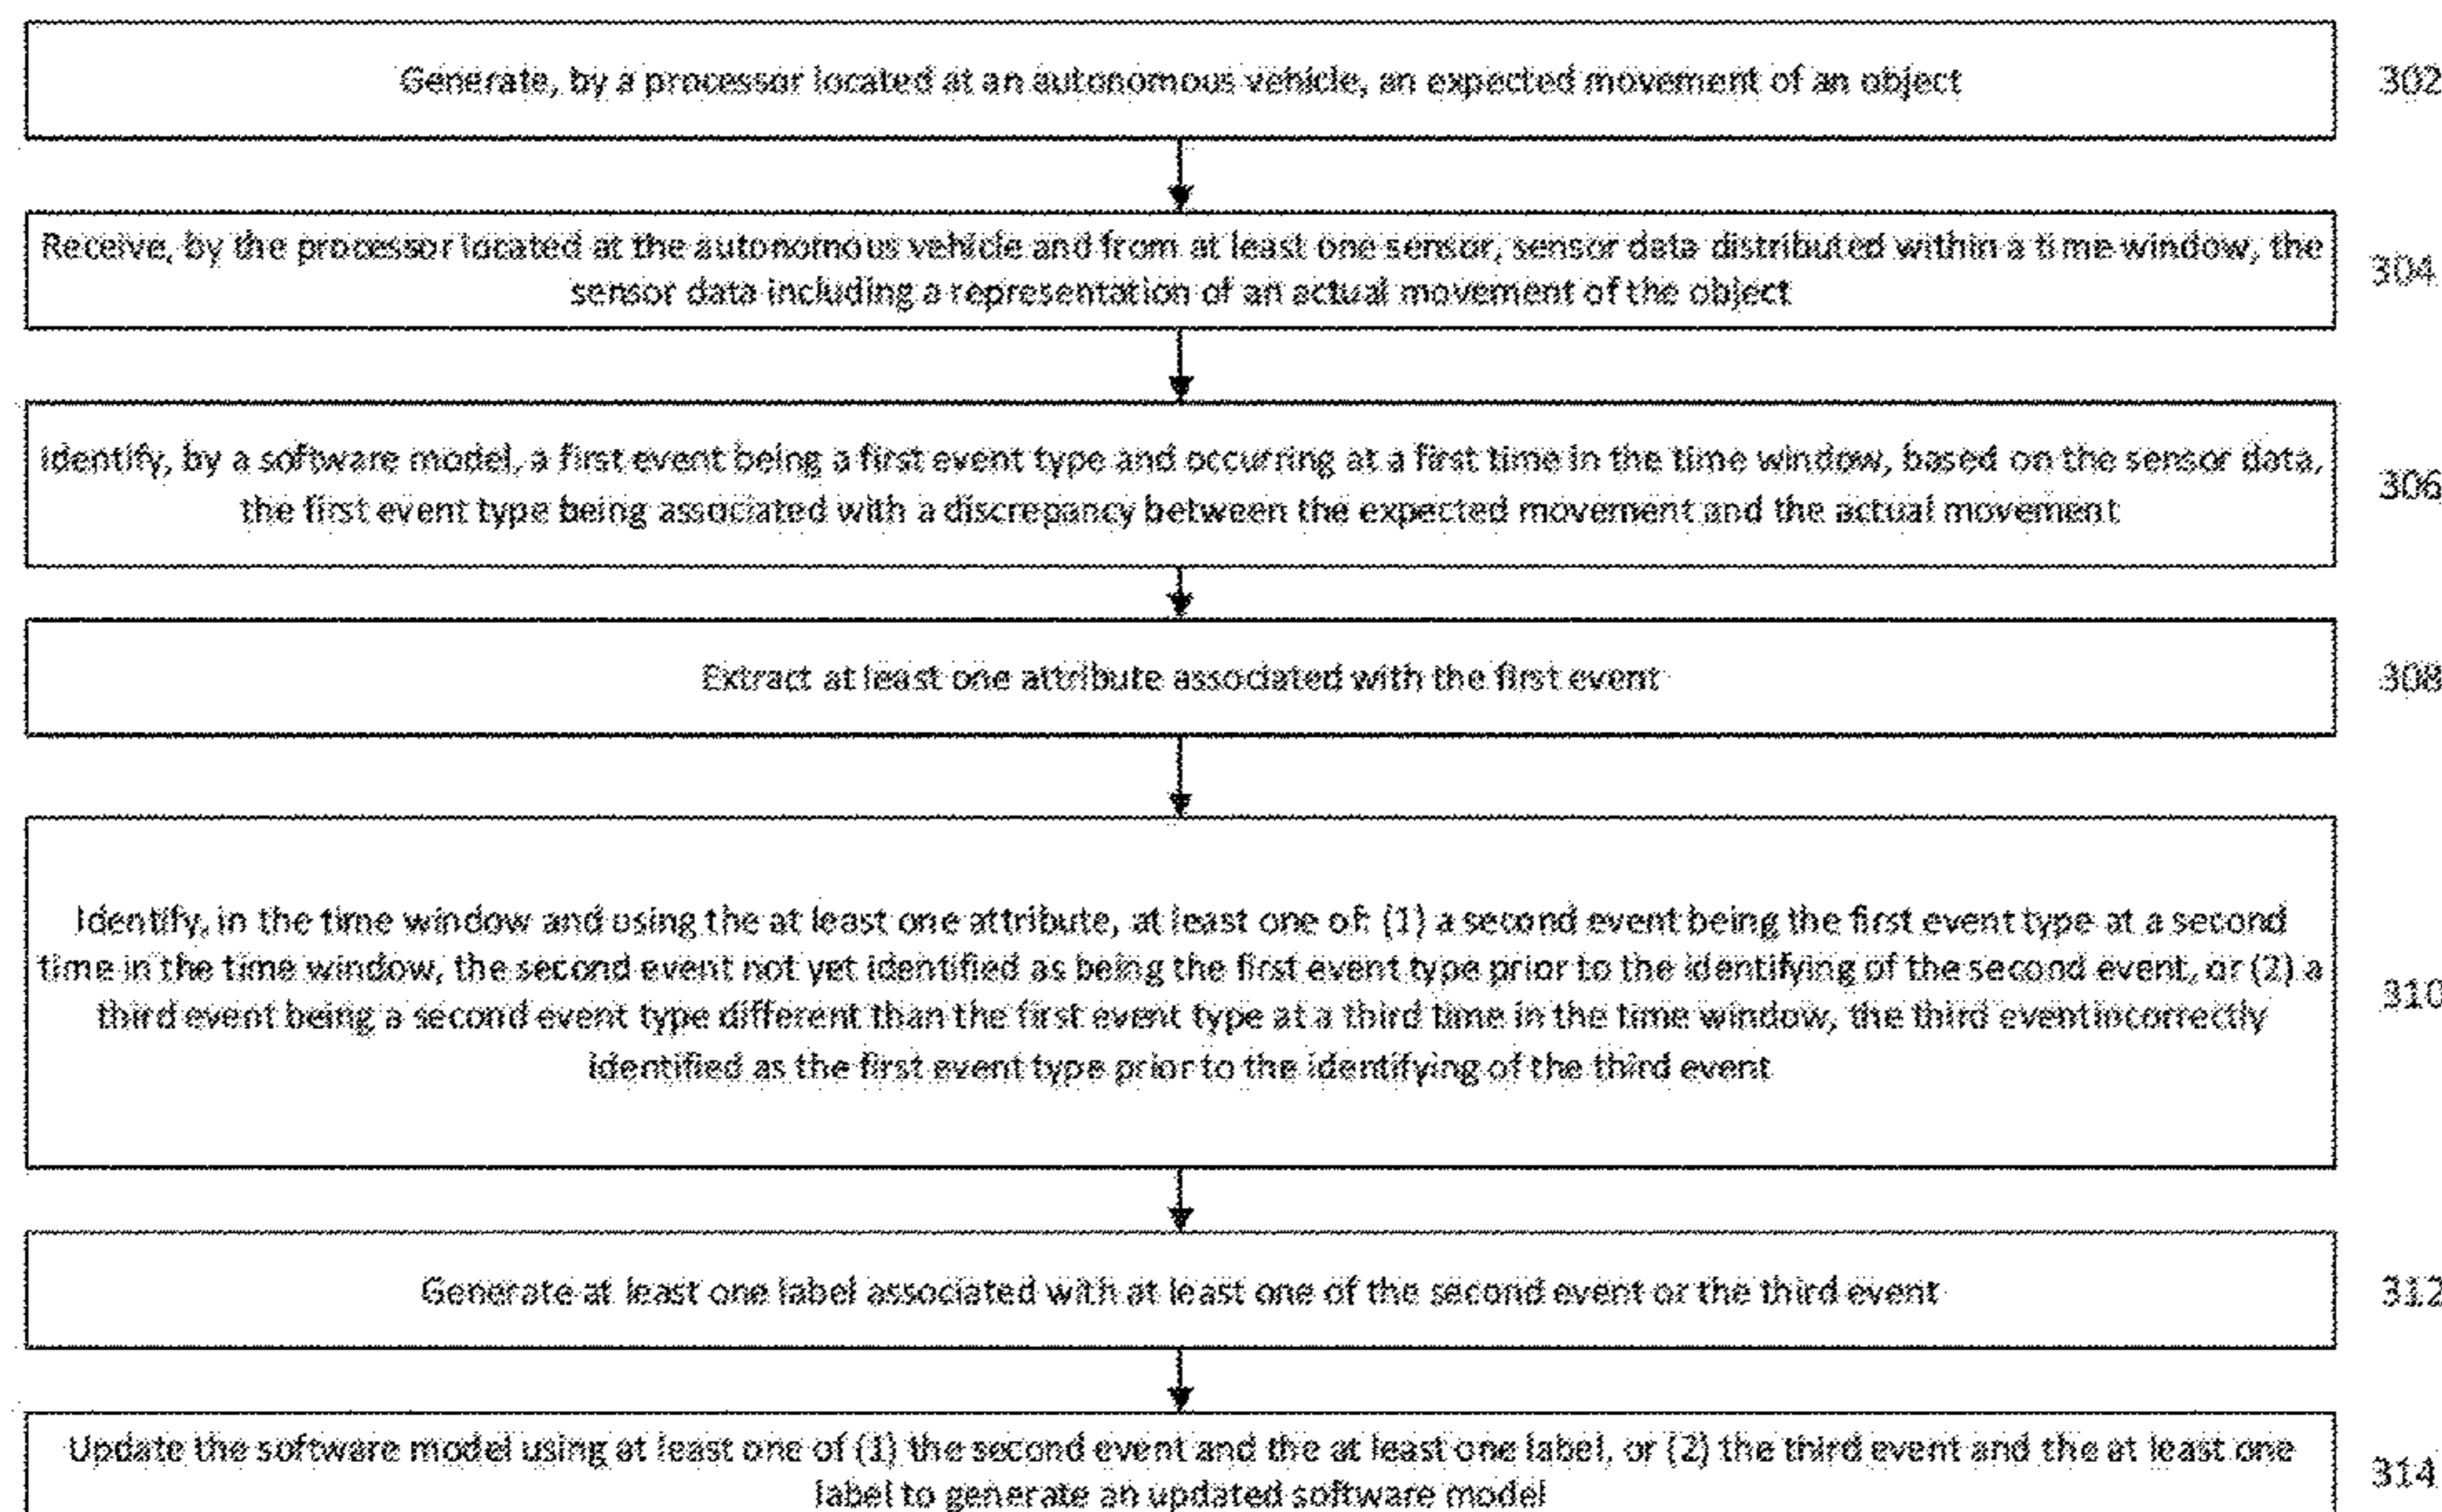 Generate, by a processor located at an autonomous vehicle, an expected movement of an object
302
Receive, by the processor located at the autonomous vehicle and from at least one sensor, sensor data distributed within a time window, the
sensor data including a representation of an actual movement of the object
304
Identify, by a software model, a first event being a first event type and occurring at a first time in the time window, based on the sensor data,
the first event type being associated with a discrepancy between the expected movement and the actual movement
306
Extract at least one attribute associated with the first event
308
Identify, in the time window and using the at least one attribute, at least one of: (1) a second event being the first event type at a second
time in the time window, the second event not yet identified as being the first event type prior to the identifying of the second event, or (2) a
third event being a second event type different than the first event type at a third time in the time window, the third event incorrectly
identified as the first event type prior to the identifying of the third event
310
Generate at least one label associated with at least one of the second event or the third event
312
Update the software model using at least one of (1) the second event and the at least one label, or (2) the third event and the at least one
label to generate an updated software model
314